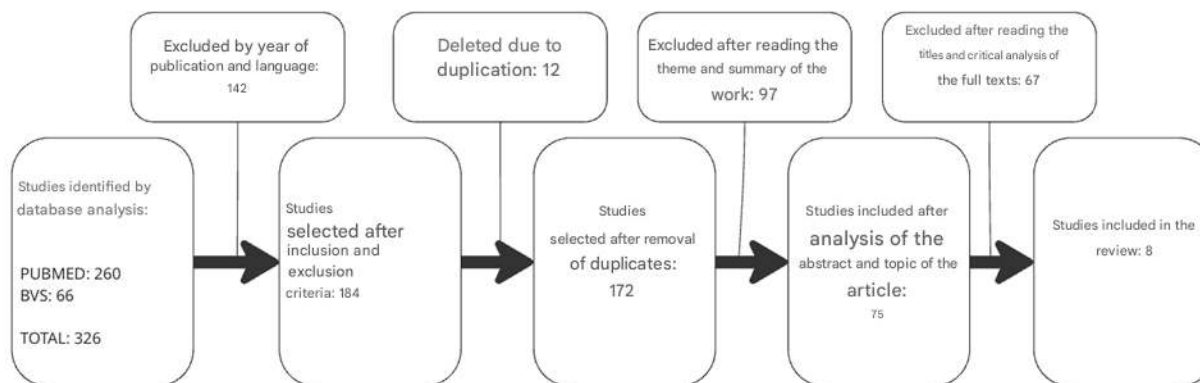 Excluded by year of
publication and language:
142
Deleted due to
duplication: 12
Excluded after reading the
theme and summary of the
work: 97
Excluded after reading the
titles and critical analysis of
the full texts: 67
Studies identified by
database analysis:
PUBMED: 260
BVS: 66
TOTAL: 326
Studies
selected after
inclusion and
exclusion
criteria: 184
Studies
selected after removal
of duplicates:
172
Studies included after
analysis of the
abstract and topic of the
article:
75
Studies included in the
review: 8